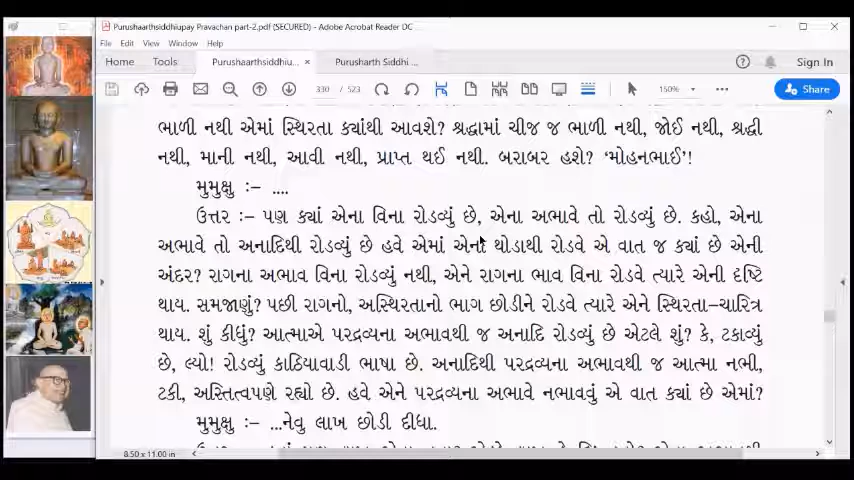 Purushaarthsiddhiupay Pravachan part-2.pdf (SECURED) - Adobe Acrobat Reader DC
File Edit View Window Help
Home Tools Purushaarthsiddhiu... × Purusharth Siddhi ... Sign In
330 / 523 150% Share
ભાળી નથી એમાં સ્થિરતા ક્યાંથી આવશે? શ્રદ્ધામાં ચીજ જ ભાળી નથી, જોઈ નથી, શ્રદ્ધી
નથી, માની નથી, આવી નથી, પ્રાપ્ત થઈ નથી. બરાબર હશે? ‘મોહનભાઈ’!
મુમુક્ષુ :– ....
ઉત્તર :– પણ ક્યાં એના વિના રોડવ્યું છે, એના અભાવે તો રોડવ્યું છે. કહો, એના
અભાવે તો અનાદિથી રોડવ્યું છે હવે એમાં એના થોડાથી રોડવે એ વાત જ ક્યાં છે એની
અંદર? રાગના અભાવ વિના રોડવ્યું નથી, એને રાગના ભાવ વિના રોડવે ત્યારે એની દૃષ્ટિ
થાય. સમજાણું? પછી રાગનો, અસ્થિરતાનો ભાગ છોડીને રોડવે ત્યારે એને સ્થિરતા–ચારિત્ર
થાય. શું કીધું? આત્માએ પરદ્રવ્યના અભાવથી જ અનાદિ રોડવ્યું છે એટલે શું? કે, ટકાવ્યું
છે, લ્યો! રોડવ્યું કાઠિયાવાડી ભાષા છે. અનાદિથી પરદ્રવ્યના અભાવથી જ આત્મા નભી,
ટકી, અસ્તિત્વપણે રહ્યો છે. હવે એને પરદ્રવ્યના અભાવે નભાવવું એ વાત ક્યાં છે એમાં?
મુમુક્ષુ :– ...નેવુ લાખ છોડી દીધા.
8.50 x 11.00 in